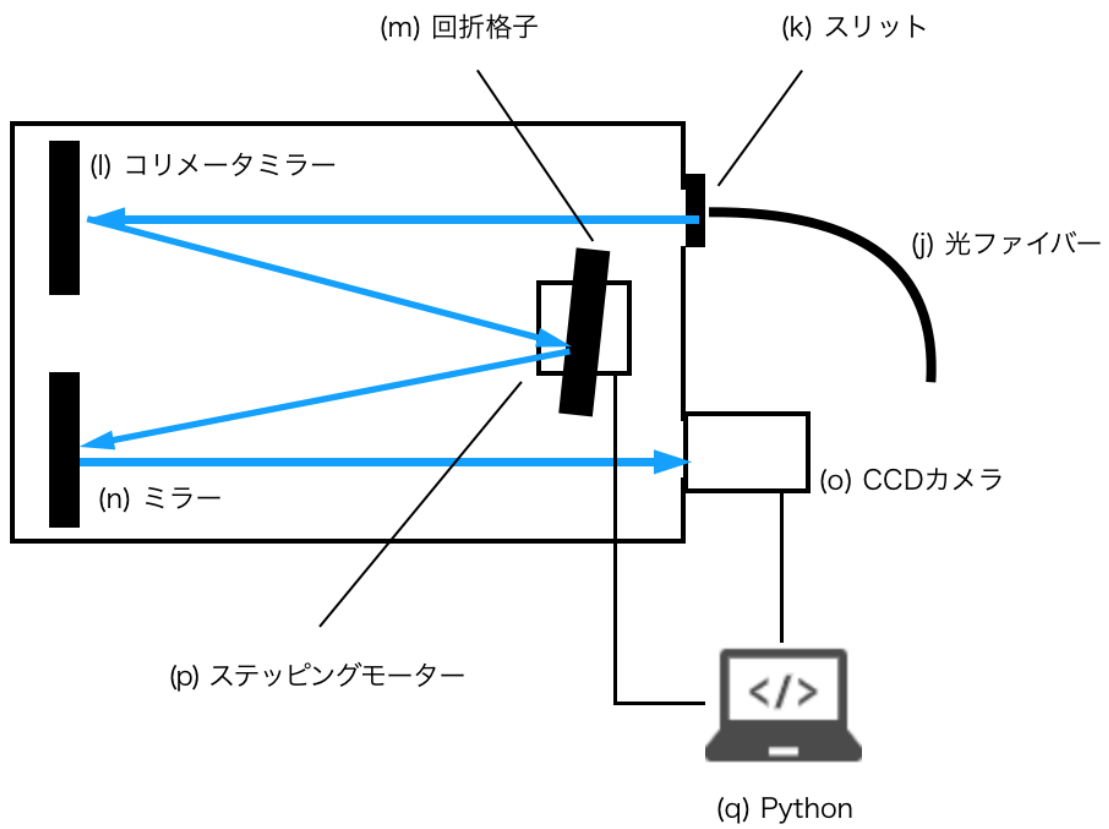 (m) 回折格子
(k) スリット
(l) コリメータミラー
(j) 光ファイバー
(n) ミラー
(o) CCDカメラ
(p) ステッピングモーター
</>
(q) Python